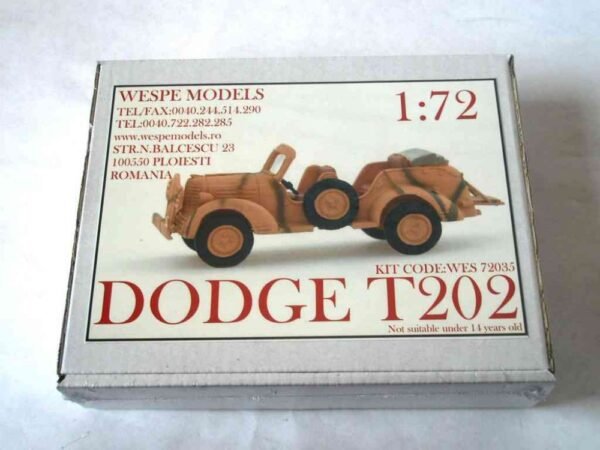 WESPE MODELS
TEL/FAX:0040.244.514.290
TEL:0040.722.282.285
www.wespemodels.ro
STR.N.BALCESCU 23
100550 PLOIESTI
ROMANIA
1:72
KIT CODE:WES 72035
DODGE T202
Not suitable under 14 years old